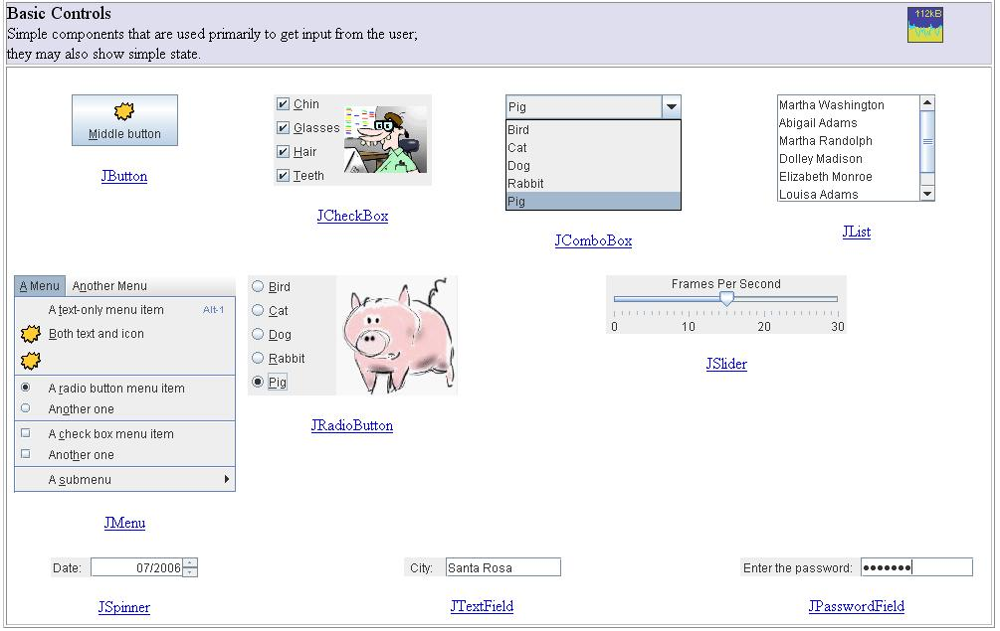 Basic Controls
Simple components that are used primarily to get input from the user;
they may also show simple state.
112kB
Middle button
JButton
Chin
Glasses
Hair
Teeth
JCheckBox
Pig
Bird
Cat
Dog
Rabbit
Pig
JComboBox
Martha Washington
Abigail Adams
Martha Randolph
Dolley Madison
Elizabeth Monroe
Louisa Adams
JList
A Menu Another Menu
A text-only menu item Alt-1
Both text and icon
A radio button menu item
Another one
A check box menu item
Another one
A submenu
JMenu
Bird
Cat
Dog
Rabbit
Pig
JRadioButton
Frames Per Second
0 10 20 30
JSlider
Date: 07/2006
JSpinner
City: Santa Rosa
JTextField
Enter the password: •••••••
JPasswordField